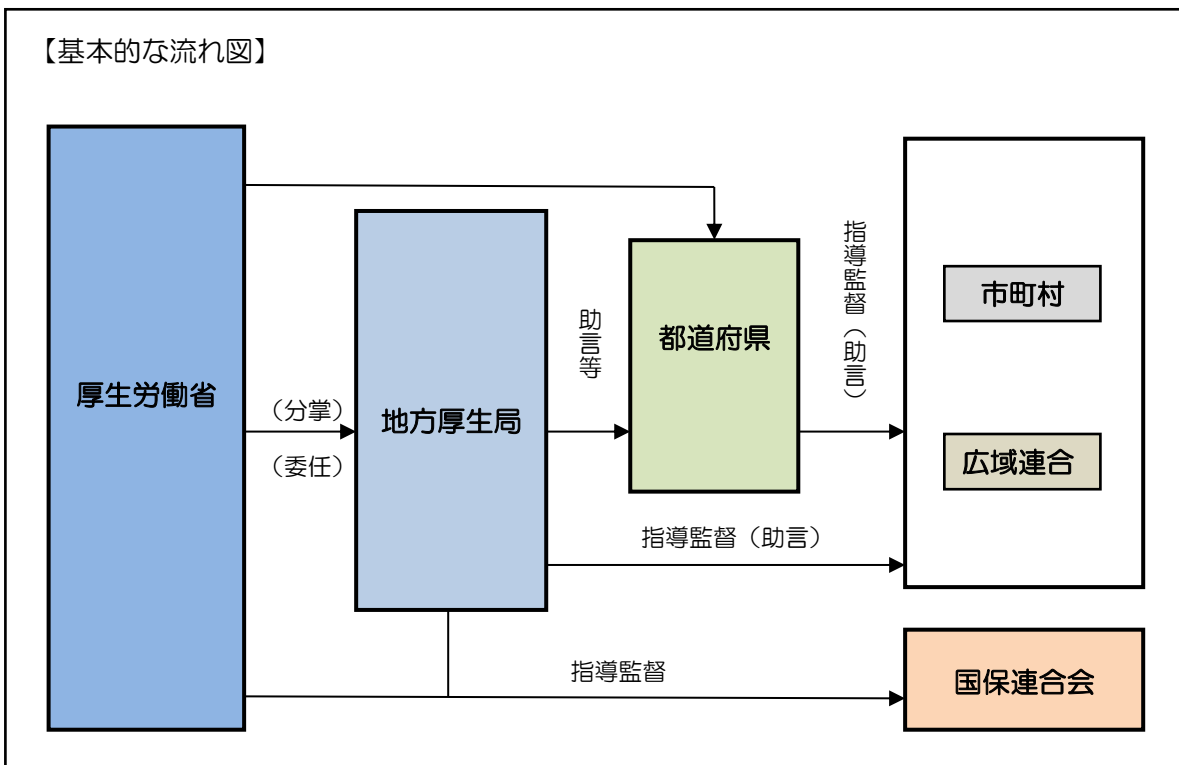 【基本的な流れ図】
厚生労働省
（分掌）
（委任）
地方厚生局
助言等
都道府県
指導監督（助言）
市町村
広域連合
指導監督（助言）
指導監督
国保連合会